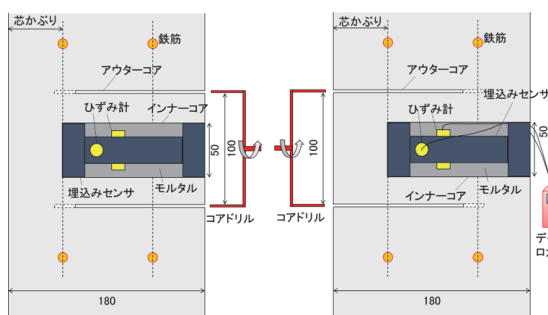 芯かぶり
鉄筋
アウターコア
ひずみ計
インナーコア
50
100
埋込みセンサ
モルタル
コアドリル
180
芯かぶり
鉄筋
アウターコア
ひずみ計
埋込みセンサ
50
100
モルタル
インナーコア
コアドリル
180